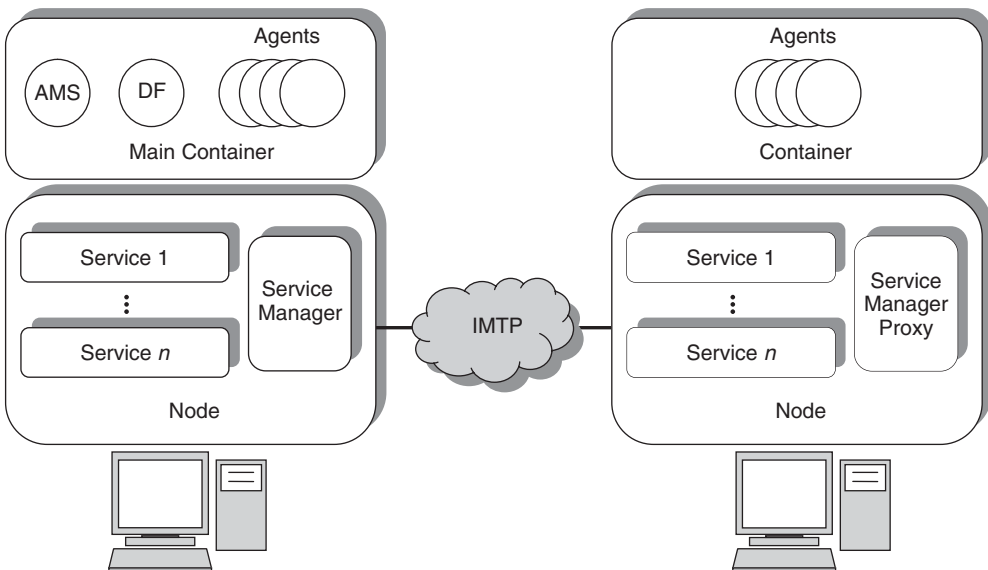 Agents
AMS
DF
Main Container
Agents
Container
Service 1
Service n
Service
Manager
Node
IMTP
Service 1
Service n
Service
Manager
Proxy
Node